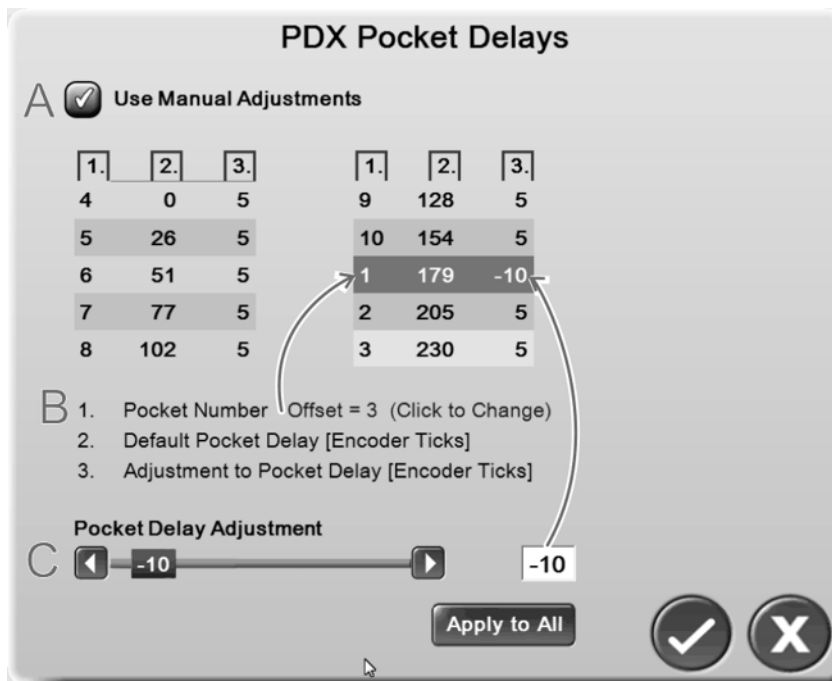 PDX Pocket Delays
A Use Manual Adjustments
1. 2. 3. 1. 2. 3.
4 0 5 9 128 5
5 26 5 10 154 5
6 51 5 1 179 -10
7 77 5 2 205 5
8 102 5 3 230 5
B 1. Pocket Number Offset = 3 (Click to Change)
2. Default Pocket Delay [Encoder Ticks]
3. Adjustment to Pocket Delay [Encoder Ticks]
Pocket Delay Adjustment
C -10 -10
Apply to All
X